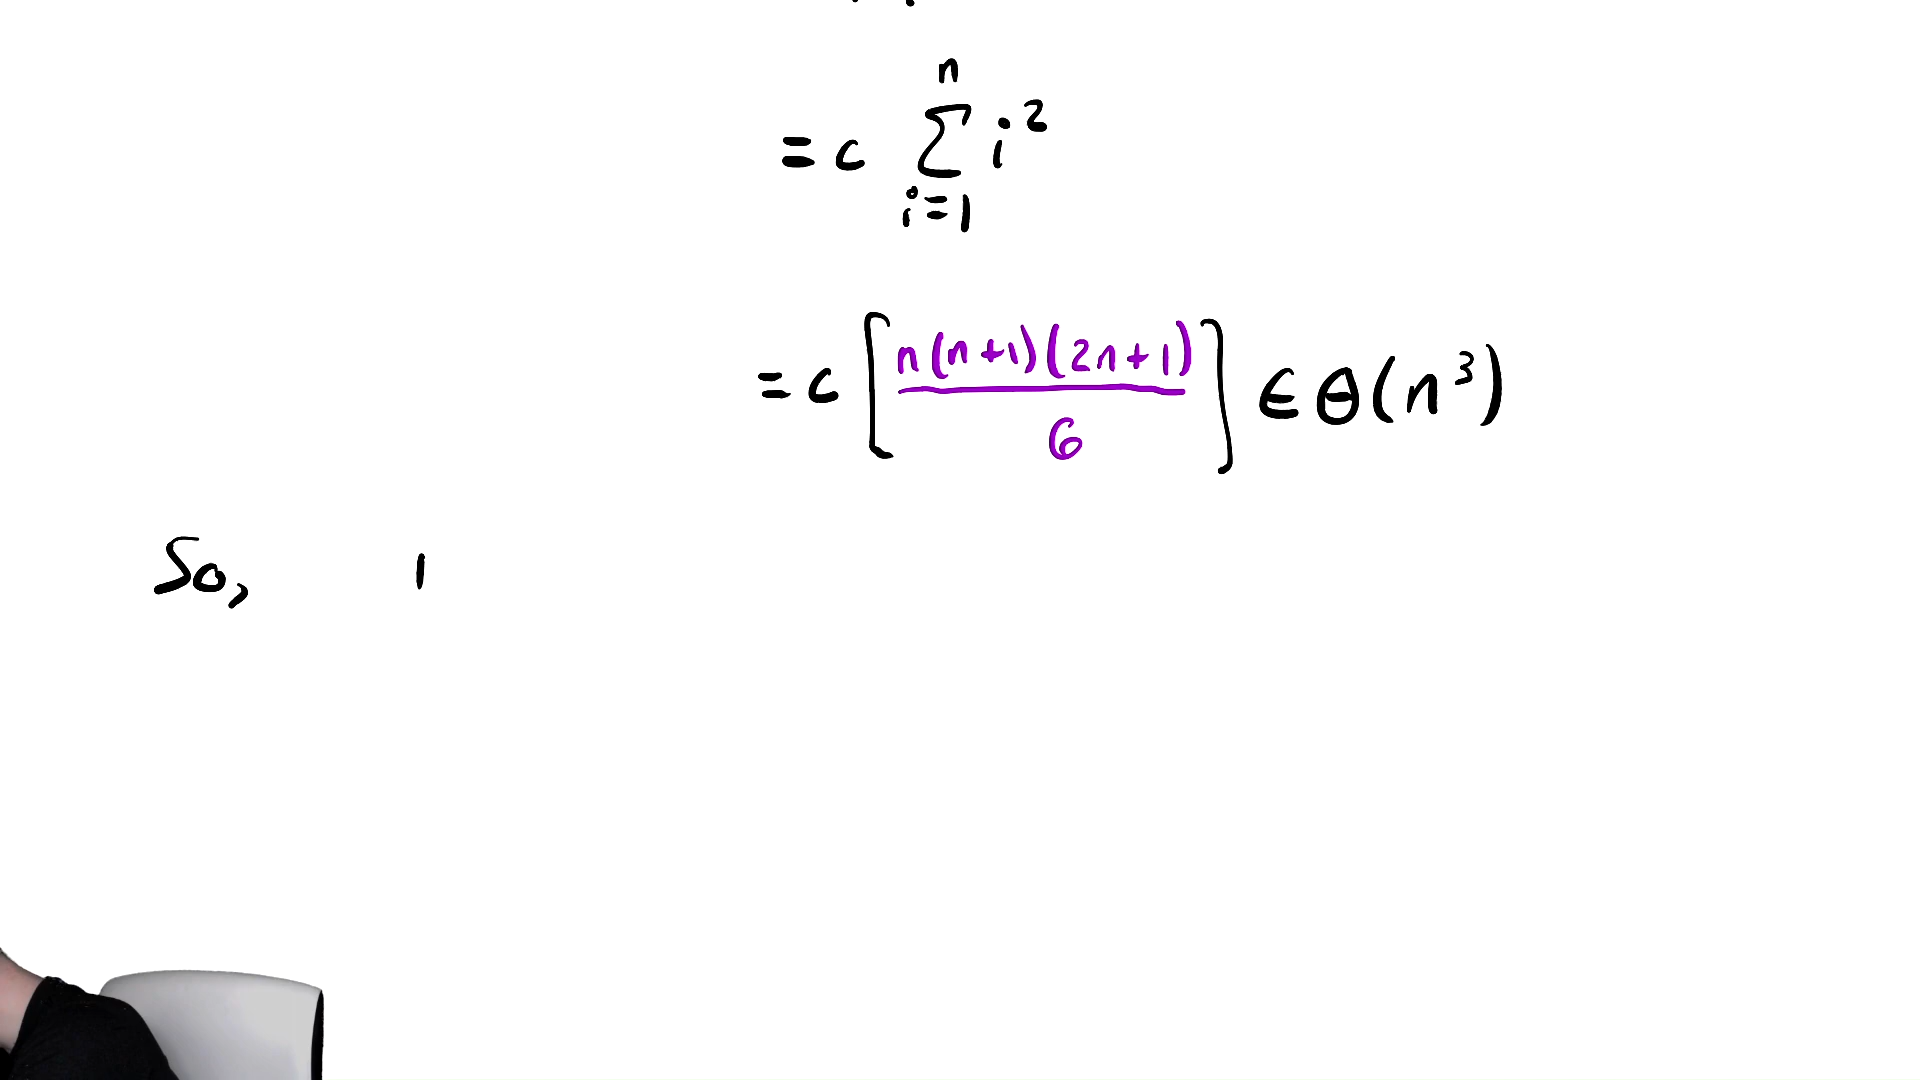 n
= c Σ i²
i=1
= c [ n(n+1)(2n+1) / 6 ] ∈ Θ(n³)
So,